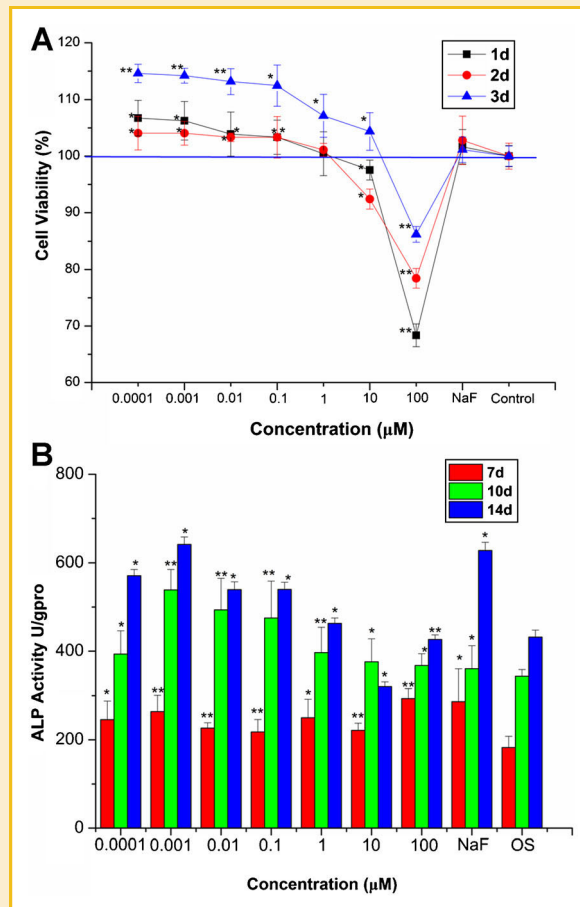 A
120
110
100
90
80
70
60
Cell Viability (%)
1d
2d
3d
** ** ** * * *
* * * * * *
* * * *
** ** **
0.0001 0.001 0.01 0.1 1 10 100 NaF Control
Concentration (μM)
B
800
600
400
200
0
ALP Activity U/gpro
7d
10d
14d
* * * ** ** * ** ** * ** ** * * ** * ** * * ** * ** * * *
0.0001 0.001 0.01 0.1 1 10 100 NaF OS
Concentration (μM)